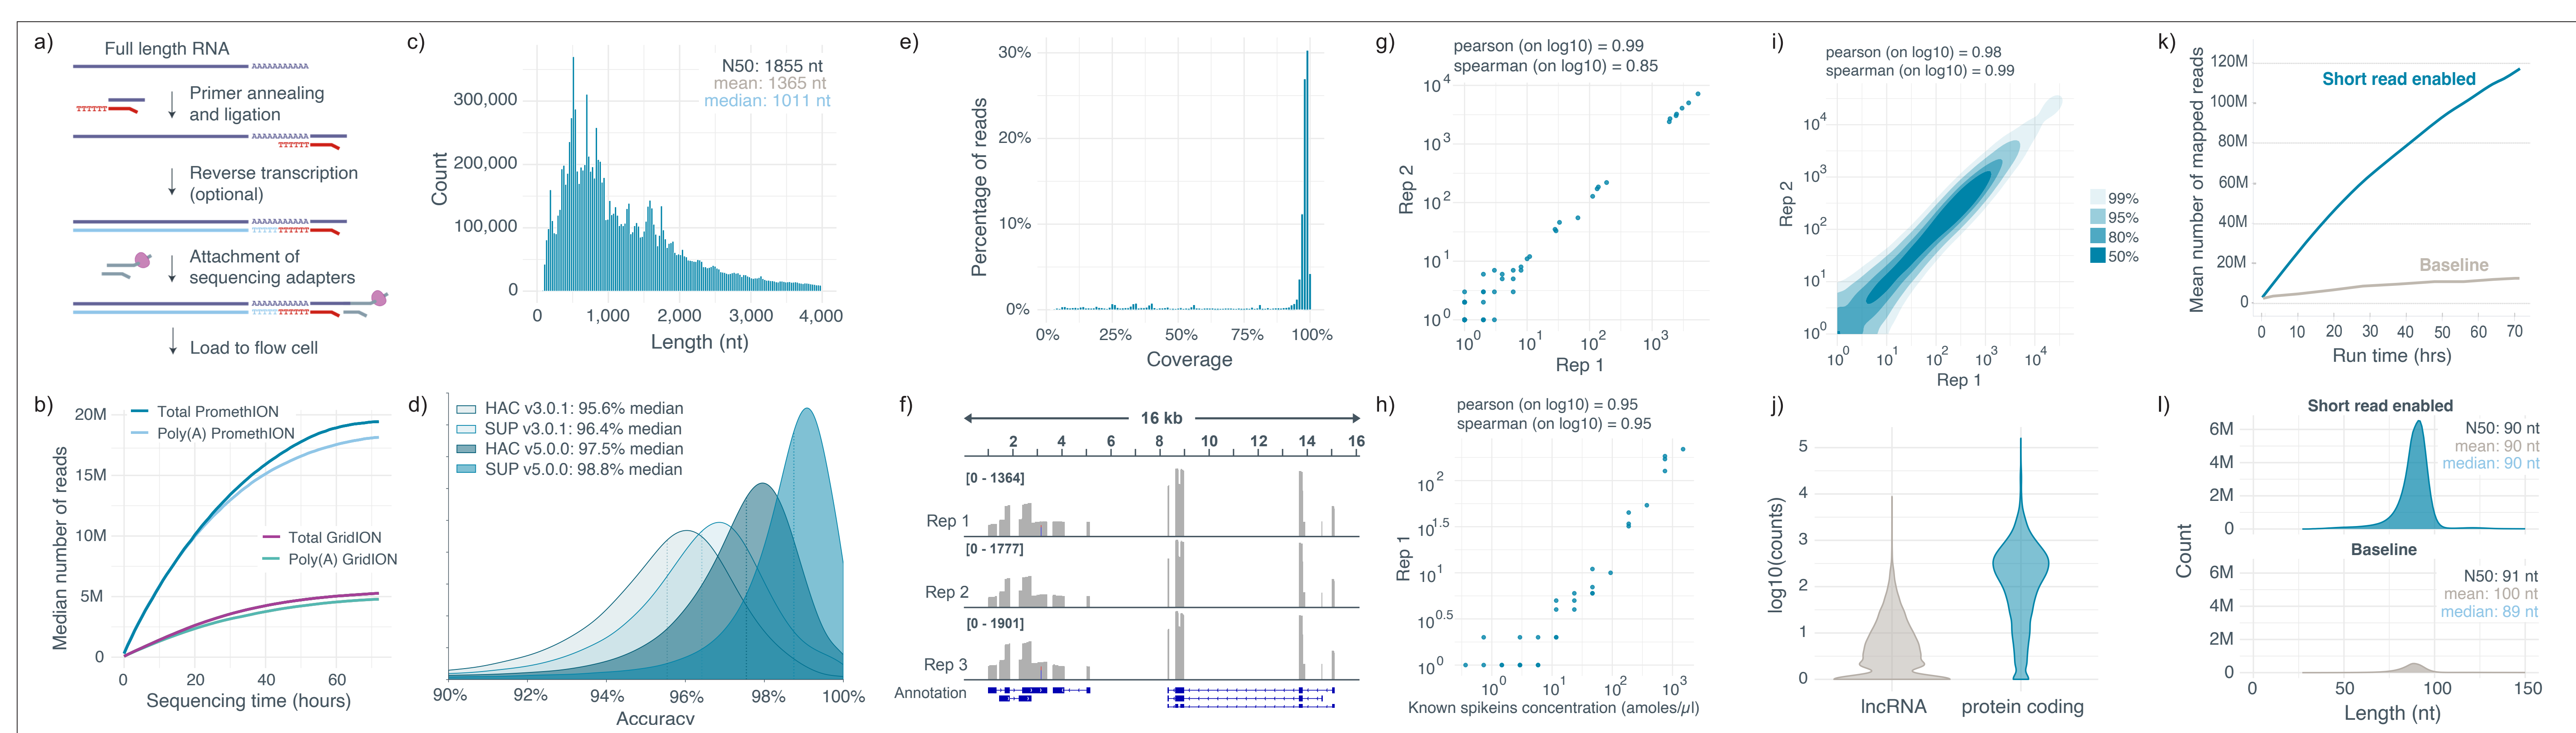 a)
Full length RNA
AAAAAAAAAA
Primer annealing
and ligation
TTTTTT
AAAAAAAAAA
TTTTTT
Reverse transcription
(optional)
AAAAAAAAAA
TTTTTTTTTTT
Attachment of
sequencing adapters
AAAAAAAAAA
TTTTTTTTTTT
Load to flow cell
b)
Total PromethION
Poly(A) PromethION
Total GridION
Poly(A) GridION
Median number of reads
20M
15M
10M
5M
0
0 20 40 60
Sequencing time (hours)
c)
N50: 1855 nt
mean: 1365 nt
median: 1011 nt
Count
300,000
200,000
100,000
0
0 1,000 2,000 3,000 4,000
Length (nt)
d)
HAC v3.0.1: 95.6% median
SUP v3.0.1: 96.4% median
HAC v5.0.0: 97.5% median
SUP v5.0.0: 98.8% median
90% 92% 94% 96% 98% 100%
Accuracy
e)
Percentage of reads
30%
20%
10%
0%
0% 25% 50% 75% 100%
Coverage
f)
16 kb
2 4 6 8 10 12 14 16
[0 - 1364]
Rep 1
[0 - 1777]
Rep 2
[0 - 1901]
Rep 3
Annotation
g)
pearson (on log10) = 0.99
spearman (on log10) = 0.85
Rep 2
10^4
10^3
10^2
10^1
10^0
10^0 10^1 10^2 10^3
Rep 1
h)
pearson (on log10) = 0.95
spearman (on log10) = 0.95
Rep 1
10^2
10^1.5
10^1
10^0.5
10^0
10^0 10^1 10^2 10^3
Known spikeins concentration (amoles/µl)
i)
pearson (on log10) = 0.98
spearman (on log10) = 0.99
Rep 2
10^4
10^3
10^2
10^1
10^0
10^0 10^1 10^2 10^3 10^4
Rep 1
99%
95%
80%
50%
j)
log10(counts)
5
4
3
2
1
0
lncRNA protein coding
k)
Mean number of mapped reads
120M
100M
80M
60M
40M
20M
0
Short read enabled
Baseline
0 10 20 30 40 50 60 70
Run time (hrs)
l)
Short read enabled
N50: 90 nt
mean: 90 nt
median: 90 nt
6M
4M
2M
0
Baseline
N50: 91 nt
mean: 100 nt
median: 89 nt
6M
4M
2M
0
Count
0 50 100 150
Length (nt)